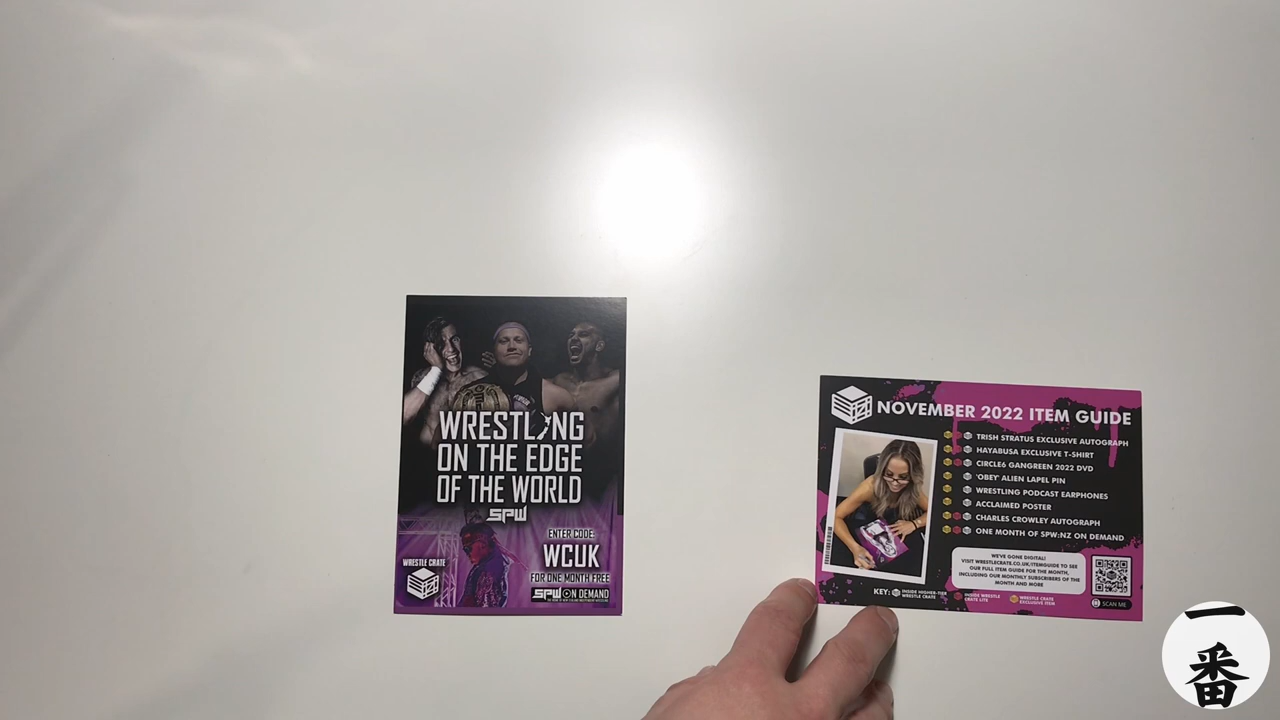 WRESTLING
ON THE EDGE
OF THE WORLD
SPW
ENTER CODE:
WCUK
FOR ONE MONTH FREE
SPW ON DEMAND
WRESTLE CRATE
NOVEMBER 2022 ITEM GUIDE
TRISH STRATUS EXCLUSIVE AUTOGRAPH
HAYABUSA EXCLUSIVE T-SHIRT
CIRCLE6 GANGREEN 2022 DVD
'OBEY' ALIEN LAPEL PIN
WRESTLING PODCAST EARPHONES
ACCLAIMED POSTER
CHARLES CROWLEY AUTOGRAPH
ONE MONTH OF SPW:NZ ON DEMAND
WE'VE GONE DIGITAL!
VISIT WRESTLECRATE.CO.UK/ITEMGUIDE TO SEE
OUR FULL ITEM GUIDE FOR THE MONTH,
INCLUDING OUR MONTHLY SUBSCRIBERS OF THE
MONTH AND MORE
KEY:
INSIDE HIGHER-TIER
WRESTLE CRATE
INSIDE WRESTLE
CRATE LITE
WRESTLE CRATE
EXCLUSIVE ITEM
SCAN ME
一番